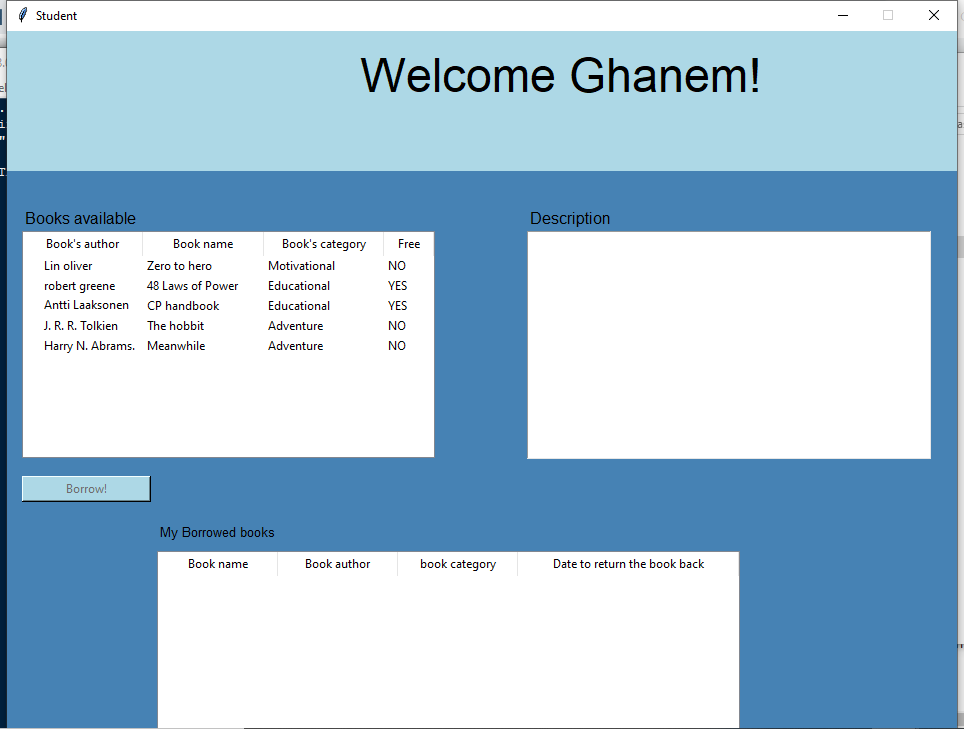 Student
Welcome Ghanem!
Books available
Description
Book's author Book name Book's category Free
Lin oliver Zero to hero Motivational NO
robert greene 48 Laws of Power Educational YES
Antti Laaksonen CP handbook Educational YES
J. R. R. Tolkien The hobbit Adventure NO
Harry N. Abrams. Meanwhile Adventure NO
Borrow!
My Borrowed books
Book name Book author book category Date to return the book back